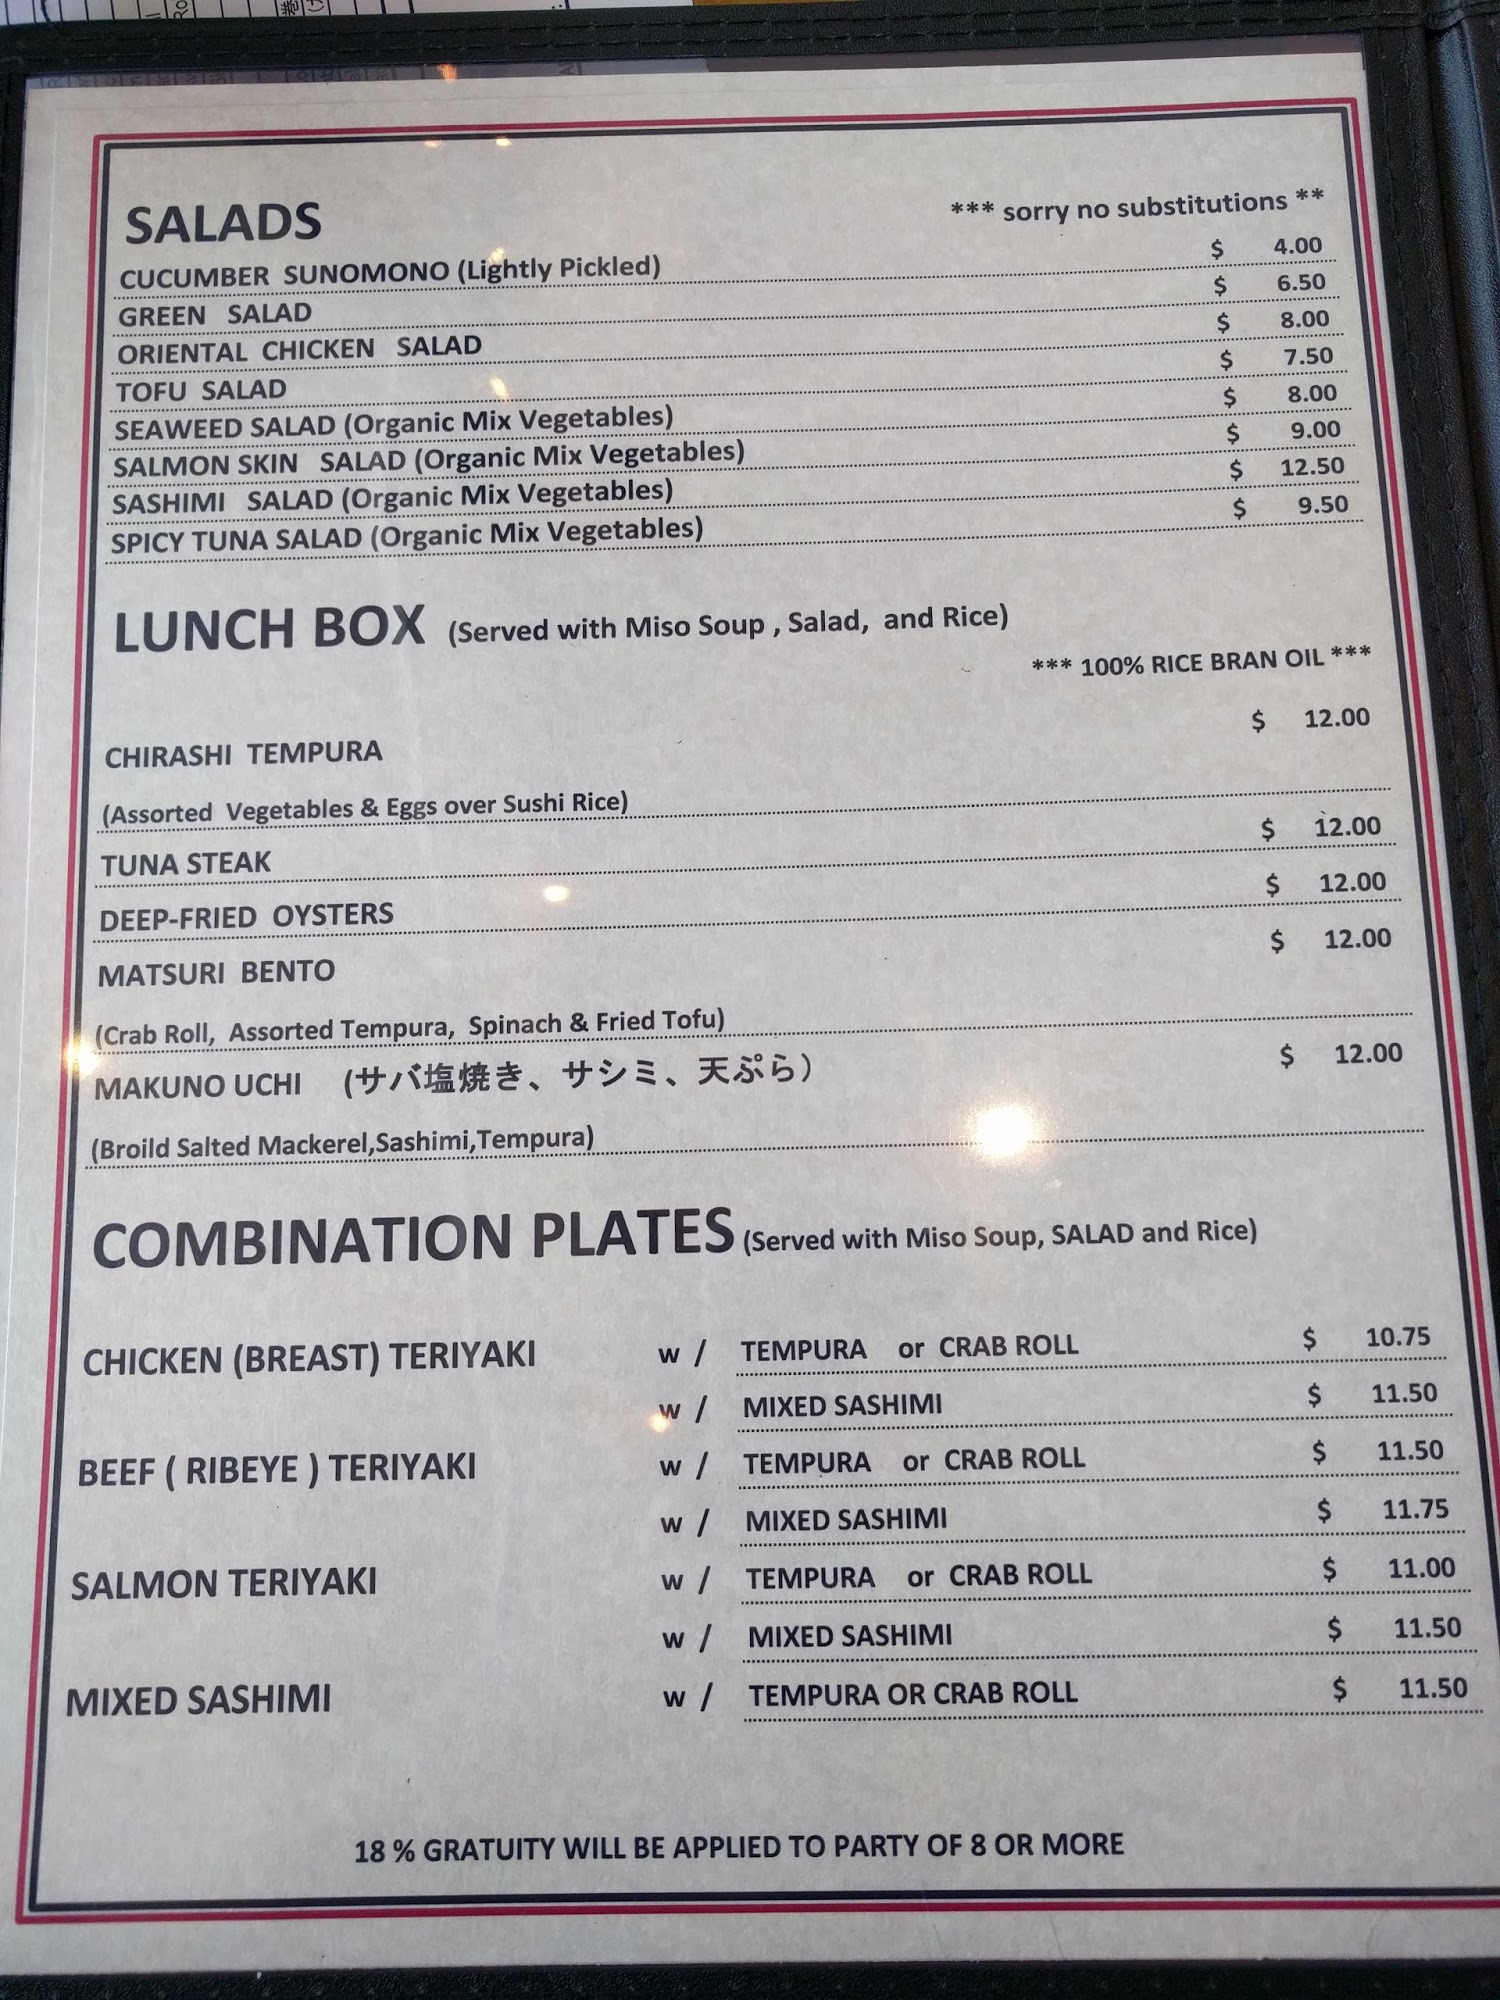 SALADS
*** sorry no substitutions **
CUCUMBER SUNOMONO (Lightly Pickled) $ 4.00
GREEN SALAD $ 6.50
ORIENTAL CHICKEN SALAD $ 8.00
TOFU SALAD $ 7.50
SEAWEED SALAD (Organic Mix Vegetables) $ 8.00
SALMON SKIN SALAD (Organic Mix Vegetables) $ 9.00
SASHIMI SALAD (Organic Mix Vegetables) $ 12.50
SPICY TUNA SALAD (Organic Mix Vegetables) $ 9.50
LUNCH BOX (Served with Miso Soup , Salad, and Rice)
*** 100% RICE BRAN OIL ***
CHIRASHI TEMPURA $ 12.00
(Assorted Vegetables & Eggs over Sushi Rice)
TUNA STEAK $ 12.00
DEEP-FRIED OYSTERS $ 12.00
MATSURI BENTO $ 12.00
(Crab Roll, Assorted Tempura, Spinach & Fried Tofu)
MAKUNO UCHI (サバ塩焼き、サシミ、天ぷら) $ 12.00
(Broild Salted Mackerel,Sashimi,Tempura)
COMBINATION PLATES (Served with Miso Soup, SALAD and Rice)
CHICKEN (BREAST) TERIYAKI w / TEMPURA or CRAB ROLL $ 10.75
w / MIXED SASHIMI $ 11.50
BEEF ( RIBEYE ) TERIYAKI w / TEMPURA or CRAB ROLL $ 11.50
w / MIXED SASHIMI $ 11.75
SALMON TERIYAKI w / TEMPURA or CRAB ROLL $ 11.00
w / MIXED SASHIMI $ 11.50
MIXED SASHIMI w / TEMPURA OR CRAB ROLL $ 11.50
18 % GRATUITY WILL BE APPLIED TO PARTY OF 8 OR MORE